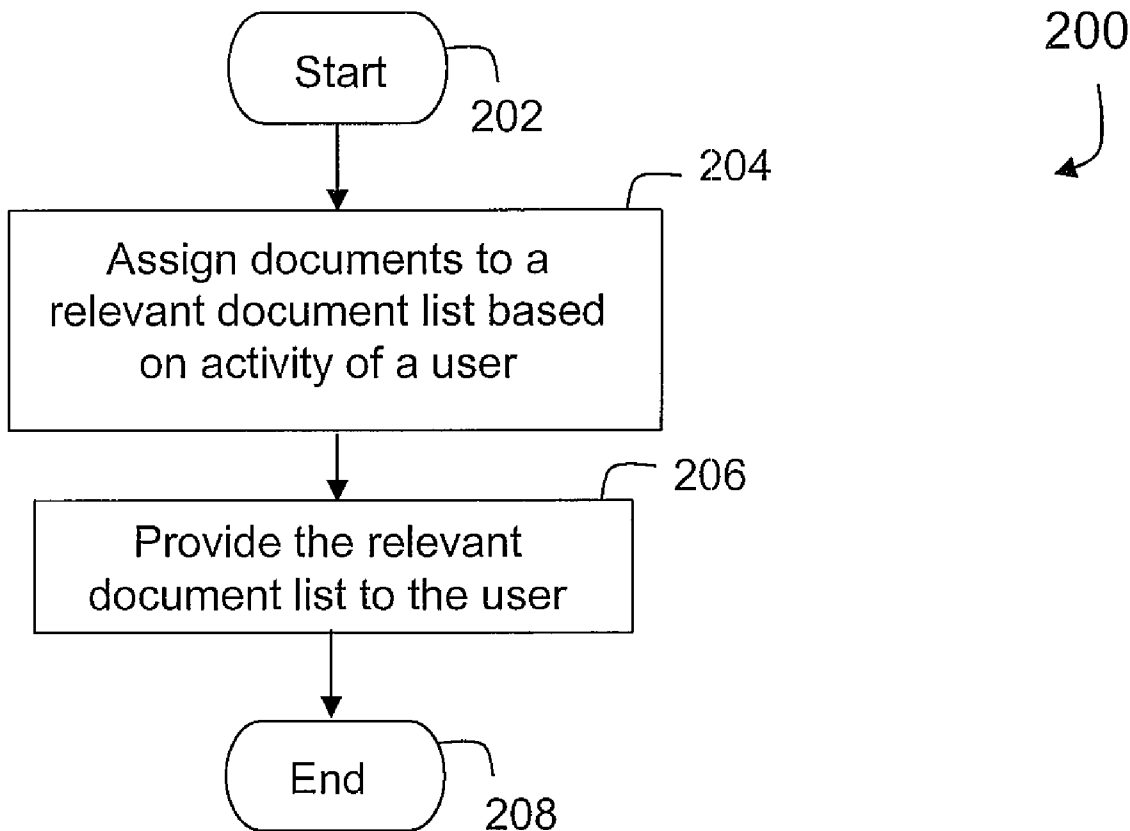 200
Start
202
204
Assign documents to a
relevant document list based
on activity of a user
206
Provide the relevant
document list to the user
End
208